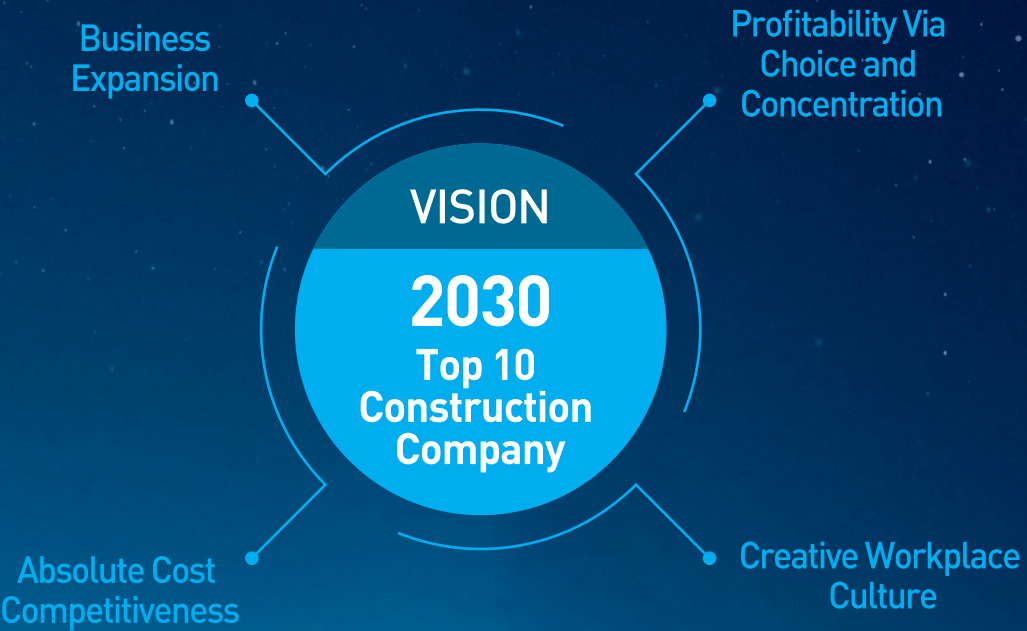 Business
Expansion
Profitability Via
Choice and
Concentration
VISION
2030
Top 10
Construction
Company
Absolute Cost
Competitiveness
Creative Workplace
Culture